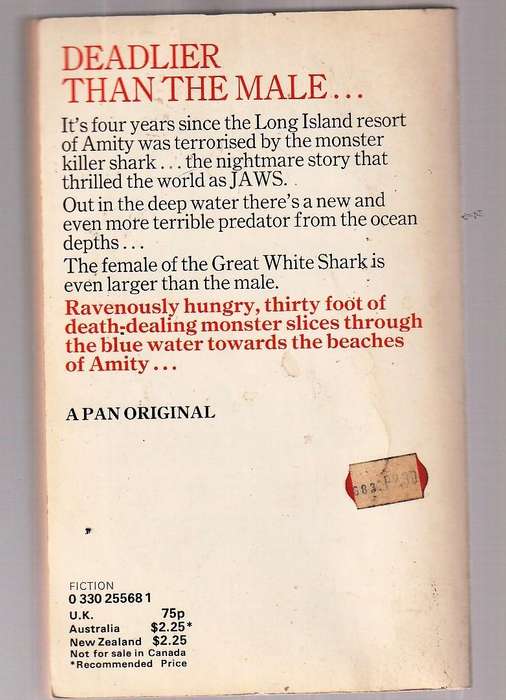 DEADLIER
THAN THE MALE...
It's four years since the Long Island resort
of Amity was terrorised by the monster
killer shark...the nightmare story that
thrilled the world as JAWS.
Out in the deep water there's a new and
even more terrible predator from the ocean
depths...
The female of the Great White Shark is
even larger than the male.
Ravenously hungry, thirty foot of
death-dealing monster slices through
the blue water towards the beaches
of Amity...
A PAN ORIGINAL
FICTION
0 330 25568 1
U.K. 75p
Australia $2.25*
New Zealand $2.25
Not for sale in Canada
*Recommended Price